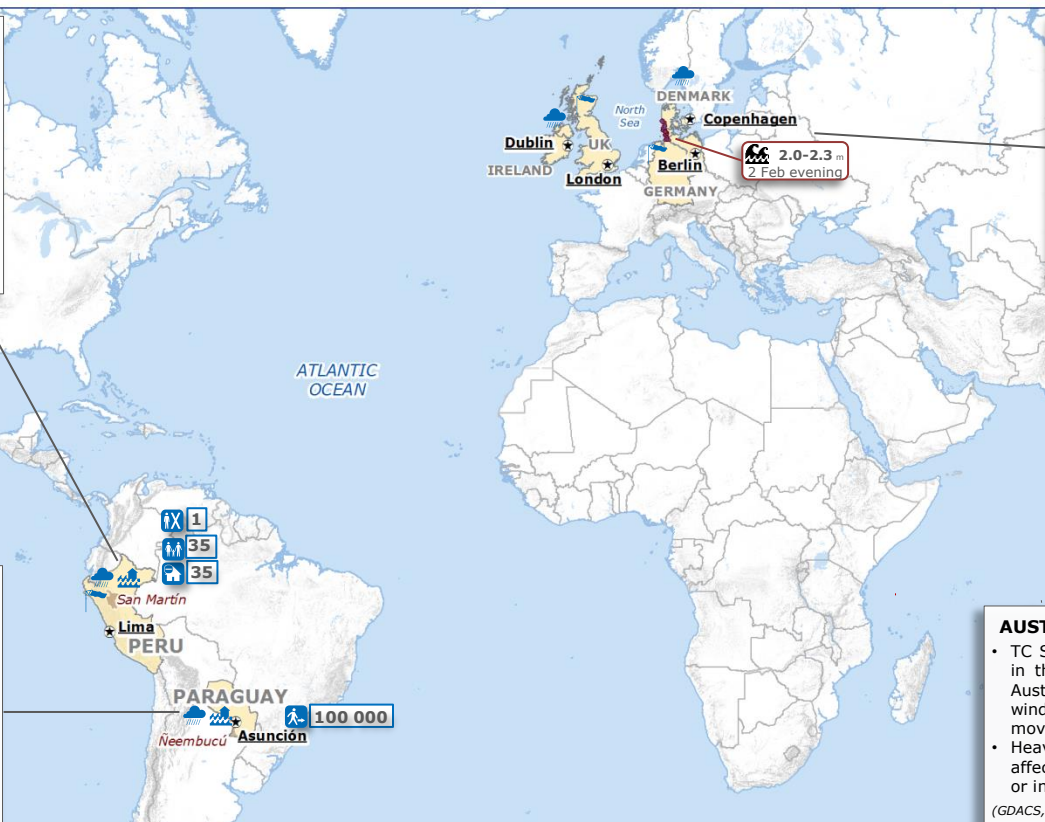 DENMARK
North
Sea
Copenhagen
Dublin
UK
2.0-2.3 m
2 Feb evening
Berlin
IRELAND
London
GERMANY
ATLANTIC
OCEAN
1
35
35
San Martín
Lima
PERU
PARAGUAY
100 000
Asunción
Ñeembucú
AUST
• TC S
in th
Aust
wind
mov
• Heav
affec
or in
(GDACS,